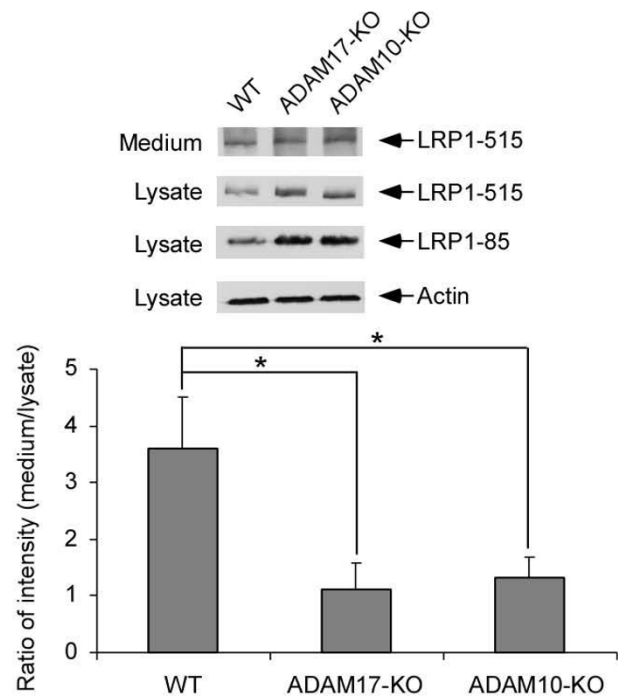 WT ADAM17-KO ADAM10-KO
Medium LRP1-515
Lysate LRP1-515
Lysate LRP1-85
Lysate Actin
Ratio of intensity (medium/lysate)
5
4
3
2
1
0
*
*
WT ADAM17-KO ADAM10-KO